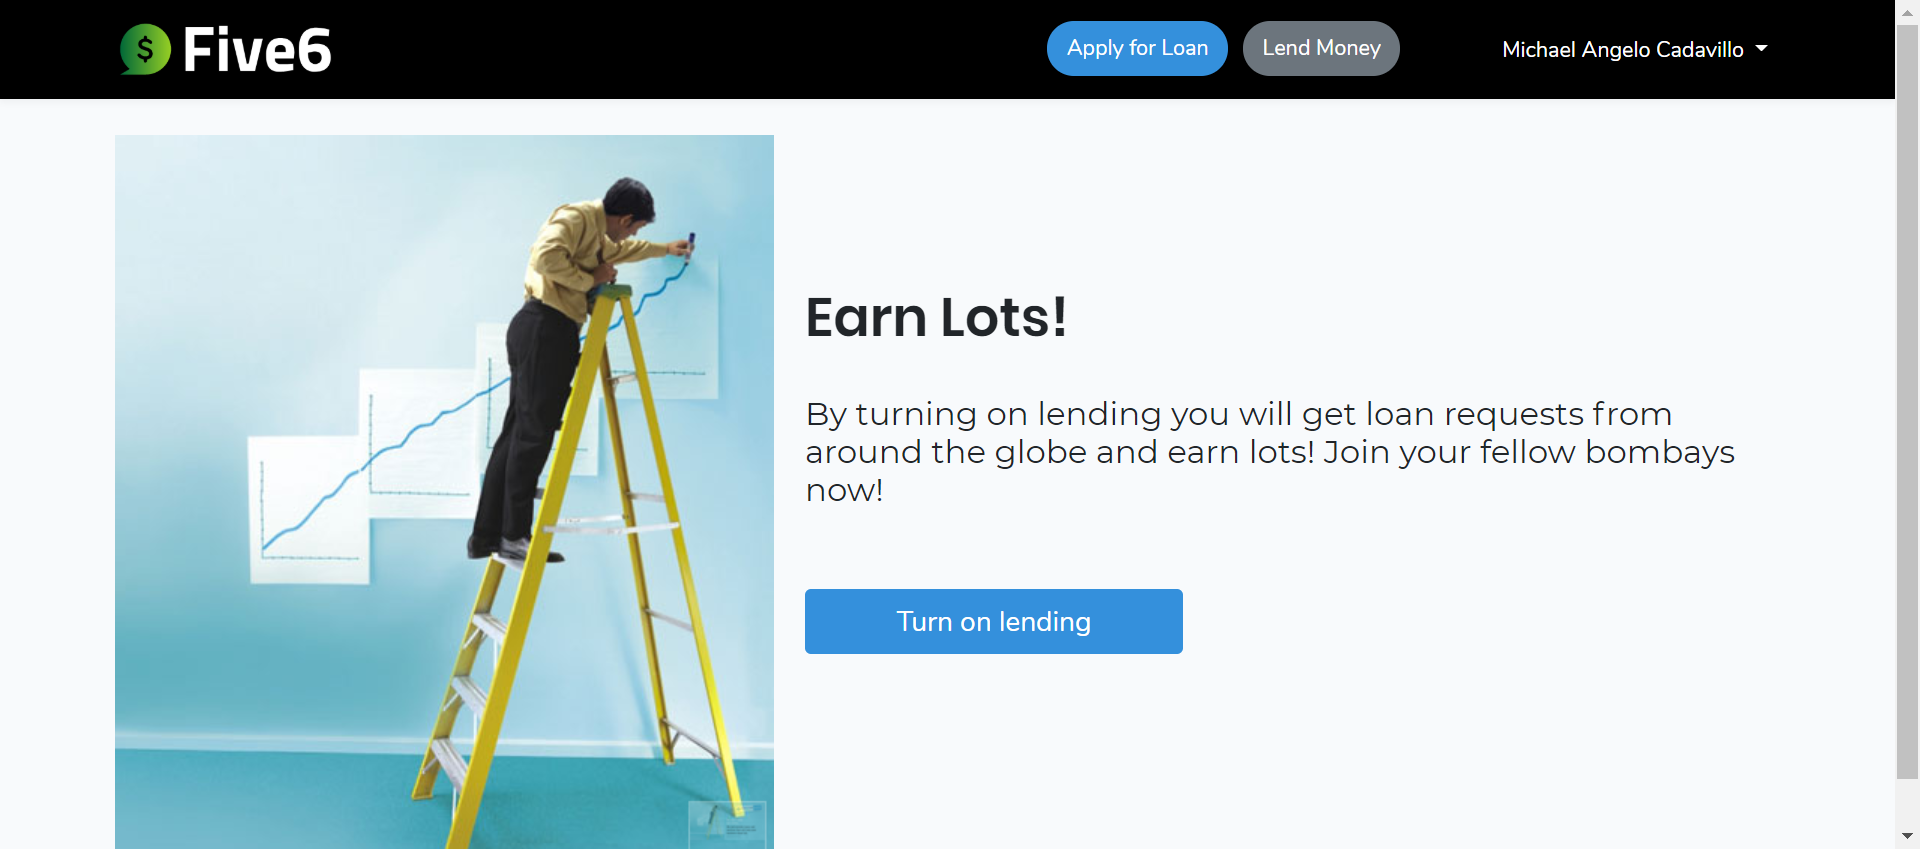 Five6
Apply for Loan
Lend Money
Michael Angelo Cadavillo
Earn Lots!
By turning on lending you will get loan requests from
around the globe and earn lots! Join your fellow bombays
now!
Turn on lending